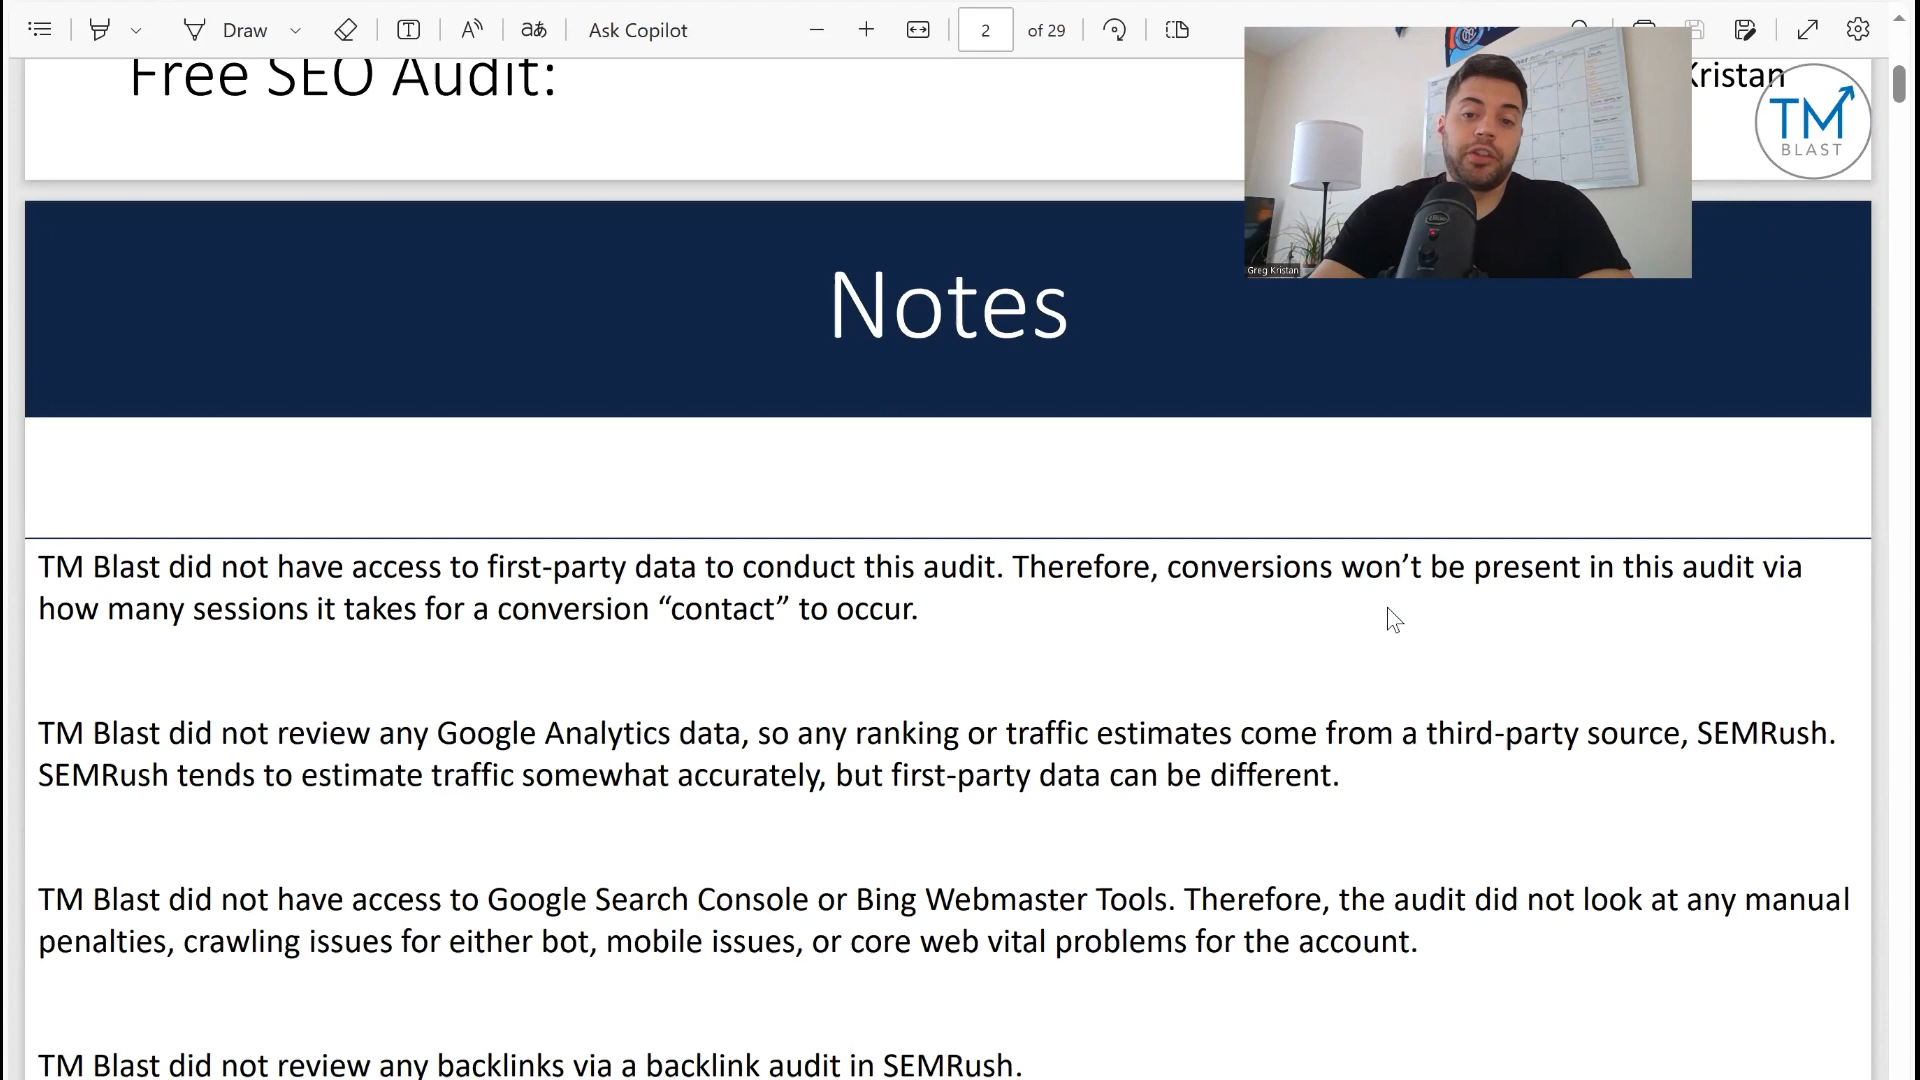 Draw
Ask Copilot
2
of 29
Free SEO Audit:
Kristan
TM
BLAST
Greg Kristan
Notes
TM Blast did not have access to first-party data to conduct this audit. Therefore, conversions won’t be present in this audit via
how many sessions it takes for a conversion “contact” to occur.
TM Blast did not review any Google Analytics data, so any ranking or traffic estimates come from a third-party source, SEMRush.
SEMRush tends to estimate traffic somewhat accurately, but first-party data can be different.
TM Blast did not have access to Google Search Console or Bing Webmaster Tools. Therefore, the audit did not look at any manual
penalties, crawling issues for either bot, mobile issues, or core web vital problems for the account.
TM Blast did not review any backlinks via a backlink audit in SEMRush.